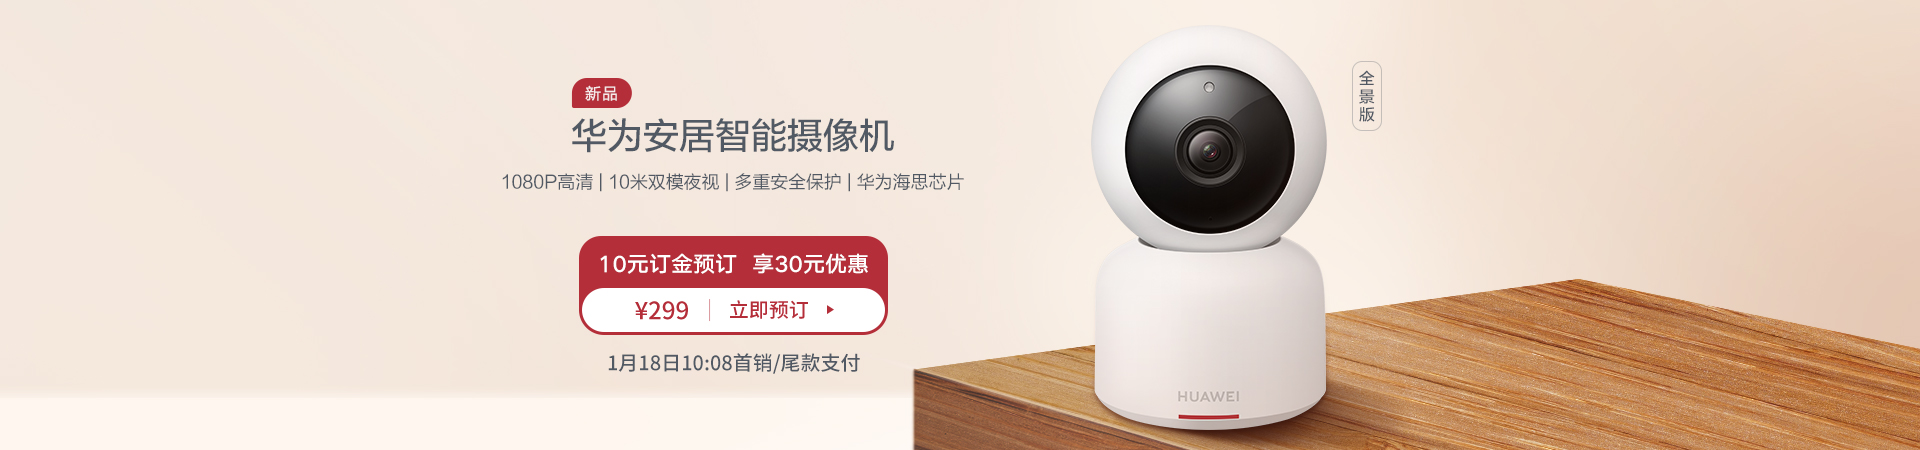 新品
华为安居智能摄像机
1080P高清 | 10米双模夜视 | 多重安全保护 | 华为海思芯片
10元订金预订 享30元优惠
¥299 | 立即预订
1月18日10:08首销/尾款支付
全景版
HUAWEI